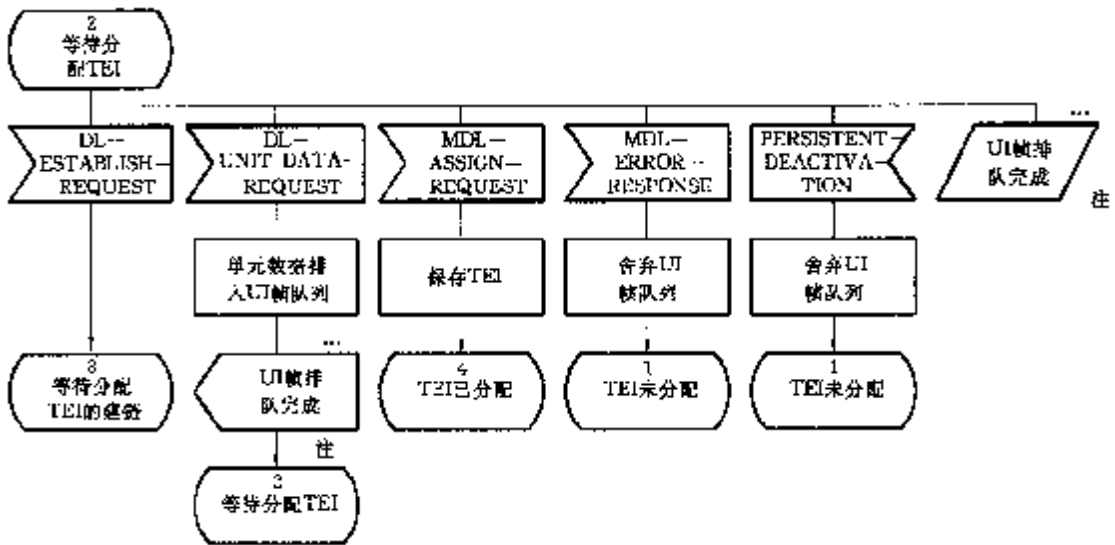 2
等待分
配TEI
DL—
ESTABLISH—
REQUEST
DL—
UNIT DATA-
REQUEST
MDL—
ASSIGN—
REQUEST
MDL—
ERROR—
RESPONSE
PERSISTENT—
DEACTIVA—
TION
UI帧排
队完成
注
单元数据排
入UI帧队列
保存TEI
舍弃UI
帧队列
舍弃UI
帧队列
3
等待分配
TEI的建链
UI帧排
队完成
注
4
TEI已分配
1
TEI未分配
1
TEI未分配
2
等待分配TEI